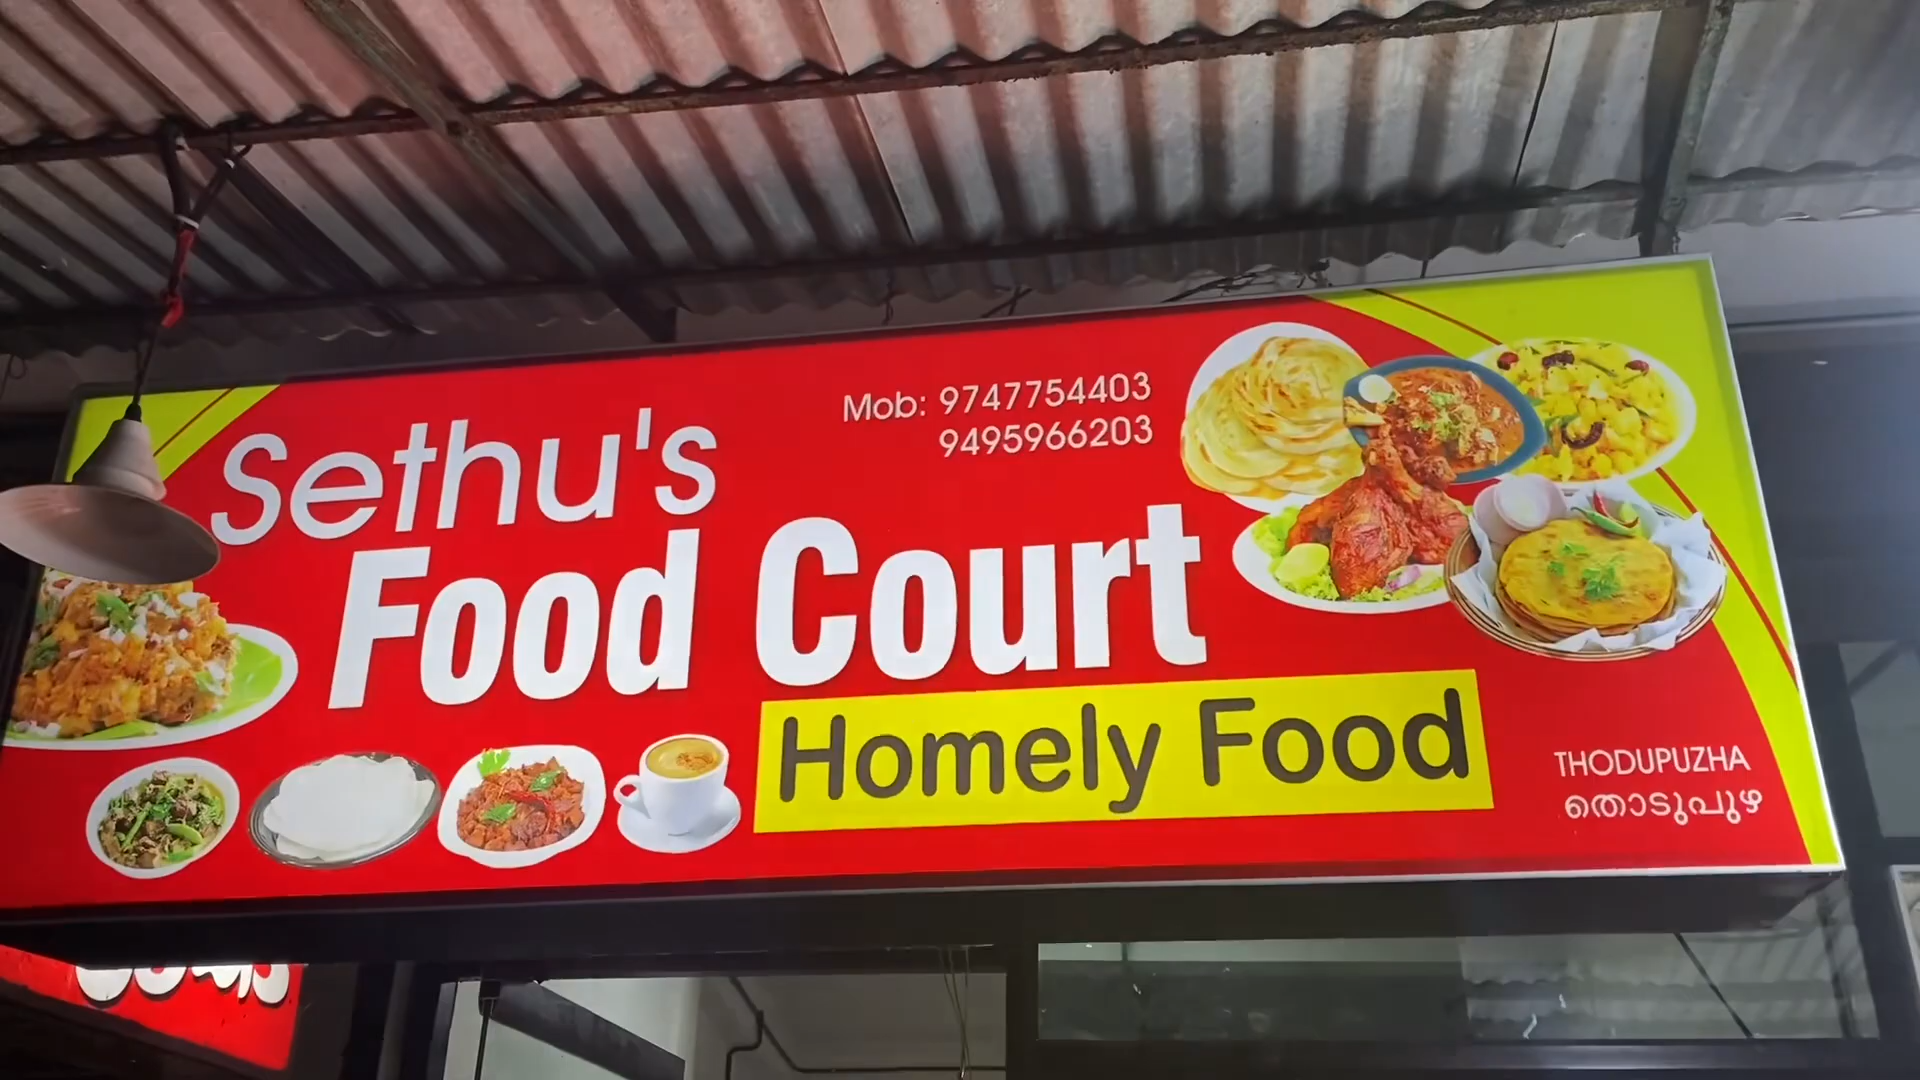 Sethu's
Food Court
Mob: 9747754403
9495966203
Homely Food
THODUPUZHA
തൊടുപുഴ